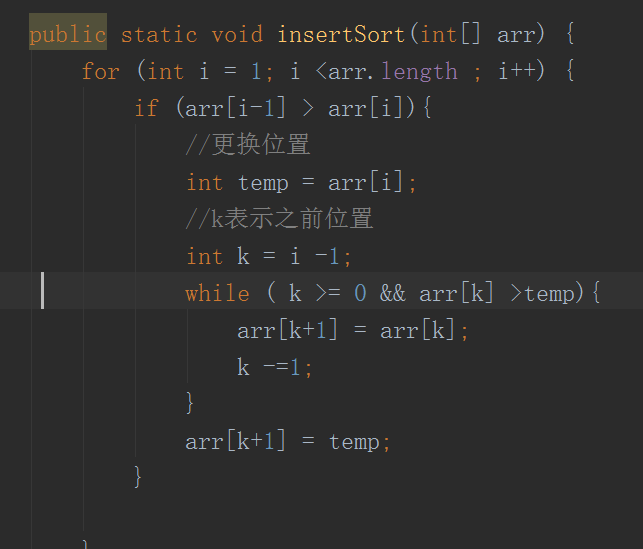 public static void insertSort(int[] arr) {
for (int i = 1; i <arr.length ; i++) {
if (arr[i-1] > arr[i]){
//更换位置
int temp = arr[i];
//k表示之前位置
int k = i -1;
while ( k >= 0 && arr[k] >temp){
arr[k+1] = arr[k];
k -=1;
}
arr[k+1] = temp;
}
}